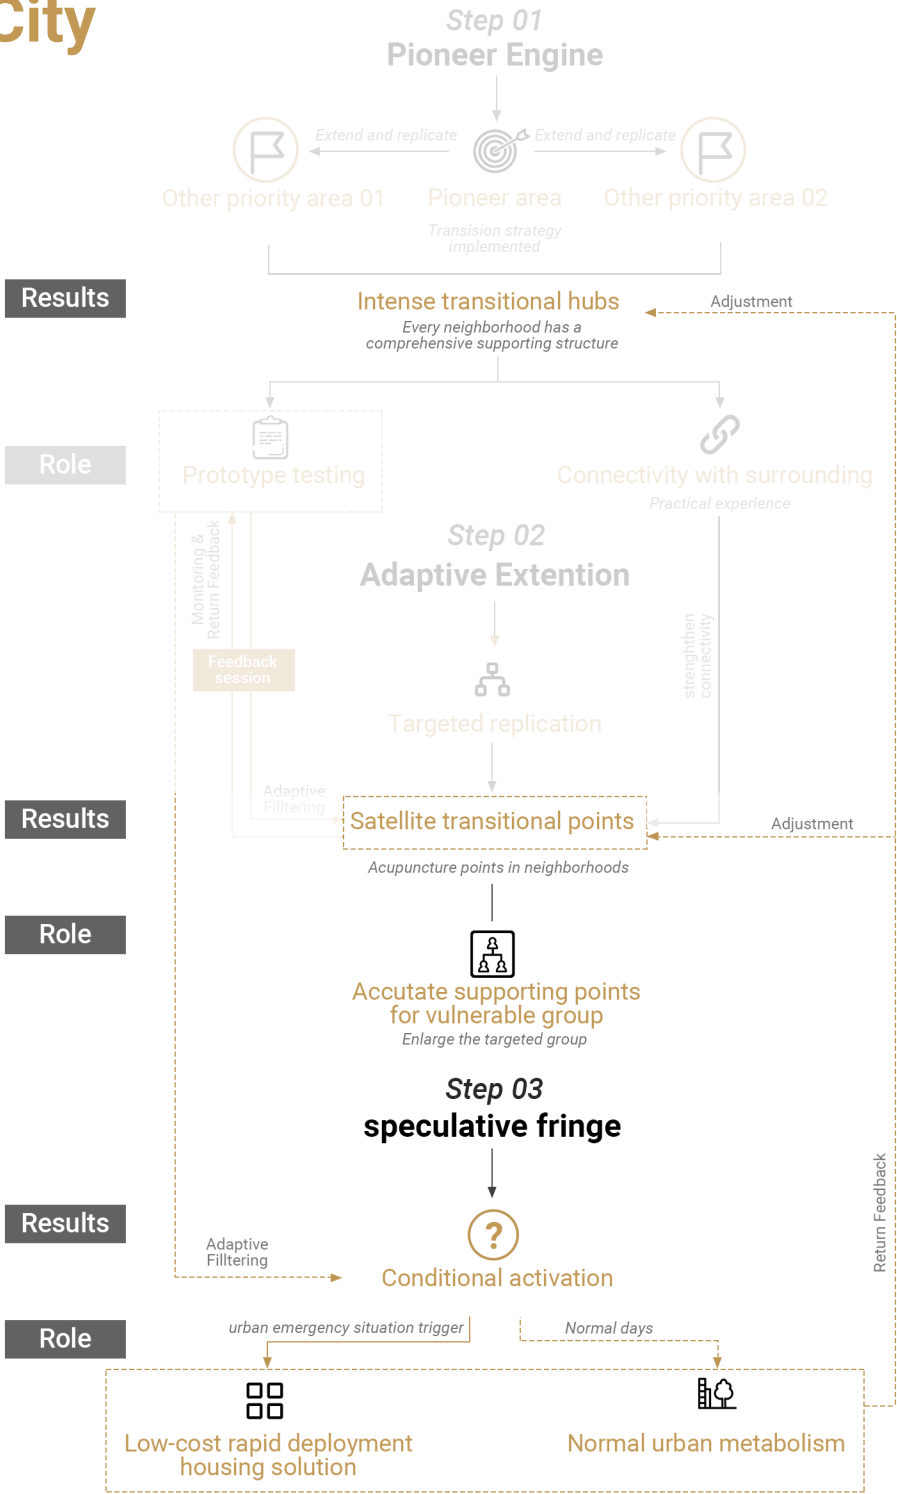 City
Step 01
Pioneer Engine
Extend and replicate
Extend and replicate
Other priority area 01
Pioneer area
Other priority area 02
Transision strategy
implemented
Results
Intense transitional hubs
Adjustment
Every neighborhood has a
comprehensive supporting structure
Role
Prototype testing
Connectivity with surrounding
Practical experience
Monitoring &
Return Feedback
Step 02
Adaptive Extention
strenghthen
connectivity
Feedback
session
Targeted replication
Adaptive
Filltering
Results
Satellite transitional points
Adjustment
Acupuncture points in neighborhoods
Role
Accutate supporting points
for vulnerable group
Enlarge the targeted group
Step 03
speculative fringe
Return Feedback
Results
?
Adaptive
Filltering
Conditional activation
Role
urban emergency situation trigger
Normal days
Low-cost rapid deployment
housing solution
Normal urban metabolism